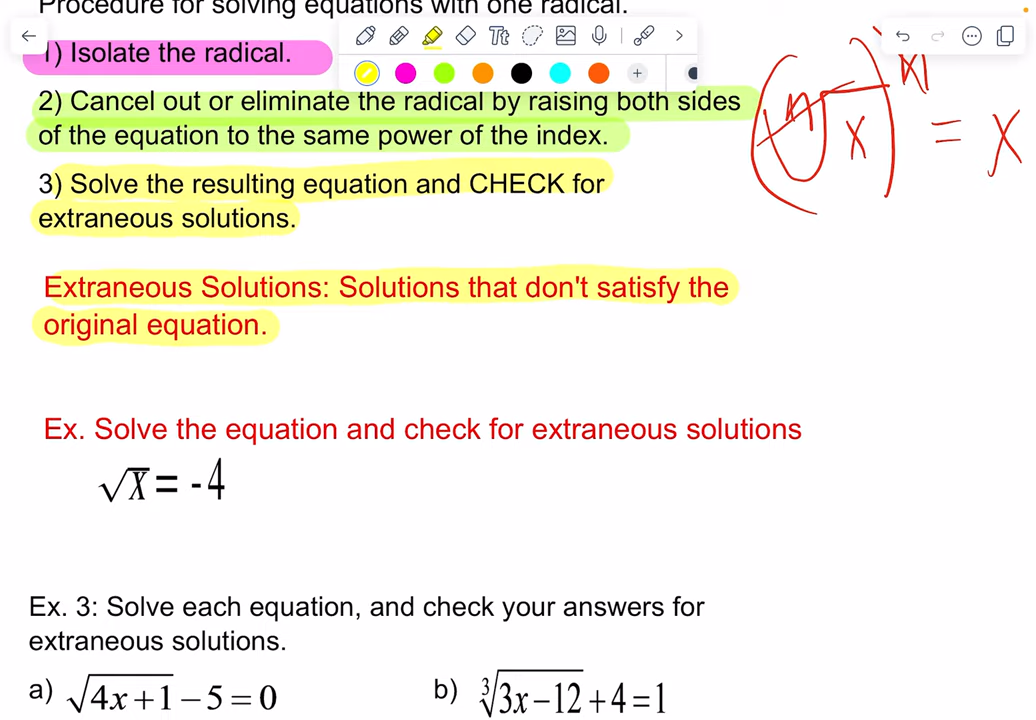 Procedure for solving equations with one radical.
1) Isolate the radical.
Tt
2) Cancel out or eliminate the radical by raising both sides
of the equation to the same power of the index.
3) Solve the resulting equation and CHECK for
extraneous solutions.
(ⁿ√x)ⁿ = x
Extraneous Solutions: Solutions that don't satisfy the
original equation.
Ex. Solve the equation and check for extraneous solutions
√x = -4
Ex. 3: Solve each equation, and check your answers for
extraneous solutions.
a) √(4x+1) − 5 = 0 b) ∛(3x−12) + 4 = 1